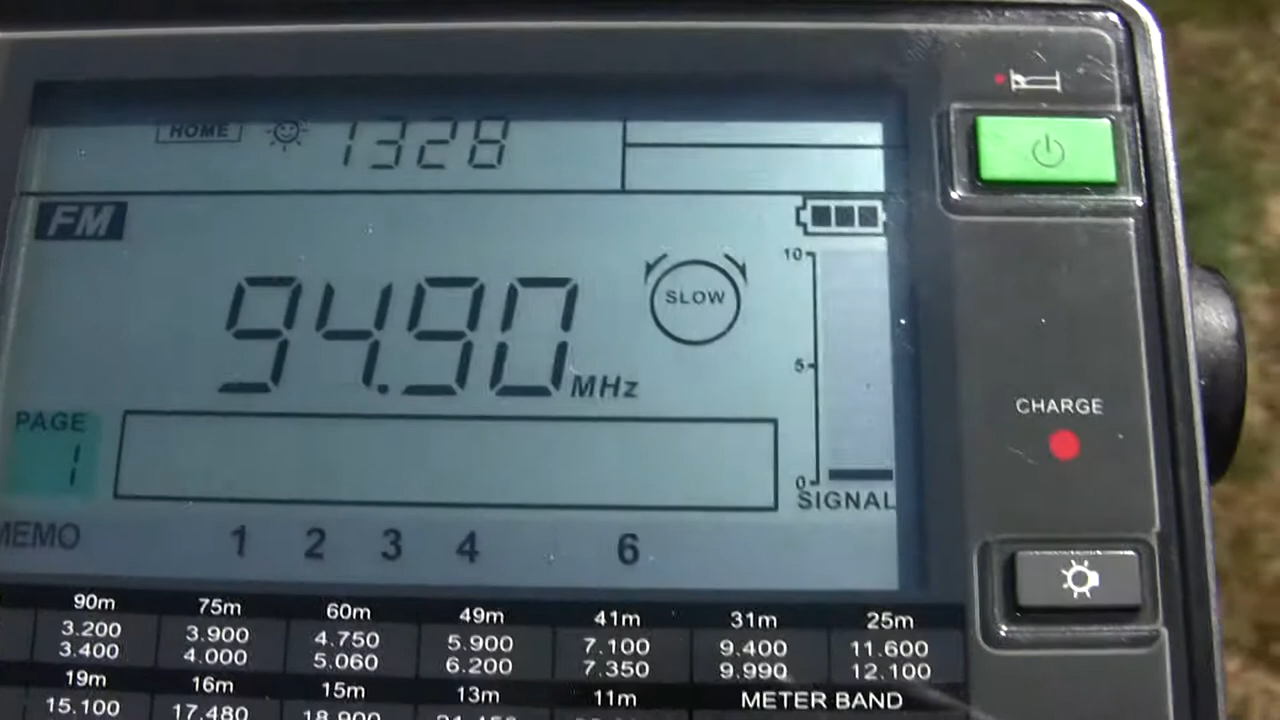 HOME 1328
FM
94.90 MHz
SLOW
10
5
0
SIGNAL
PAGE
1
MEMO
1 2 3 4 6
CHARGE
90m 75m 60m 49m 41m 31m 25m
3.200 3.900 4.750 5.900 7.100 9.400 11.600
3.400 4.000 5.060 6.200 7.350 9.990 12.100
19m 16m 15m 13m 11m METER BAND
15.100 17.480 18.900